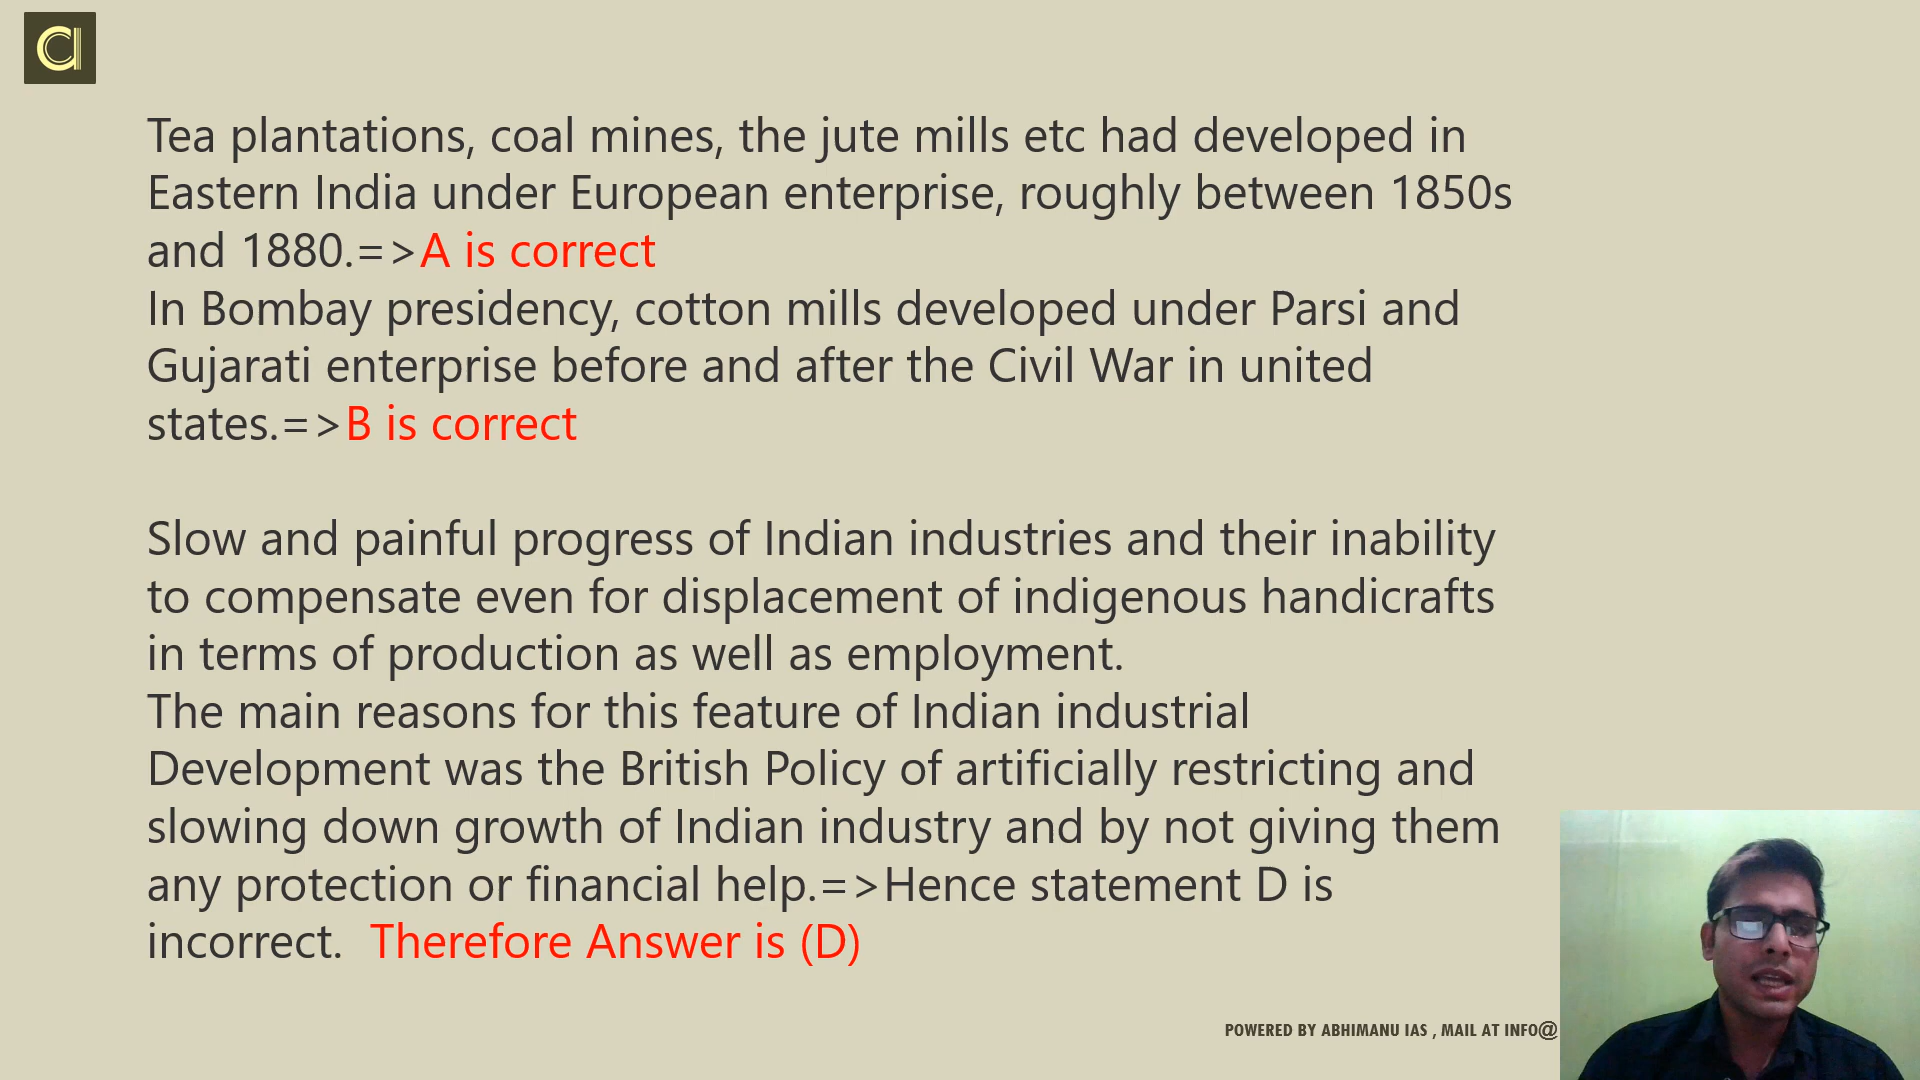 a
Tea plantations, coal mines, the jute mills etc had developed in
Eastern India under European enterprise, roughly between 1850s
and 1880.=>A is correct
In Bombay presidency, cotton mills developed under Parsi and
Gujarati enterprise before and after the Civil War in united
states.=>B is correct
Slow and painful progress of Indian industries and their inability
to compensate even for displacement of indigenous handicrafts
in terms of production as well as employment.
The main reasons for this feature of Indian industrial
Development was the British Policy of artificially restricting and
slowing down growth of Indian industry and by not giving them
any protection or financial help.=>Hence statement D is
incorrect. Therefore Answer is (D)
POWERED BY ABHIMANU IAS , MAIL AT INFO@